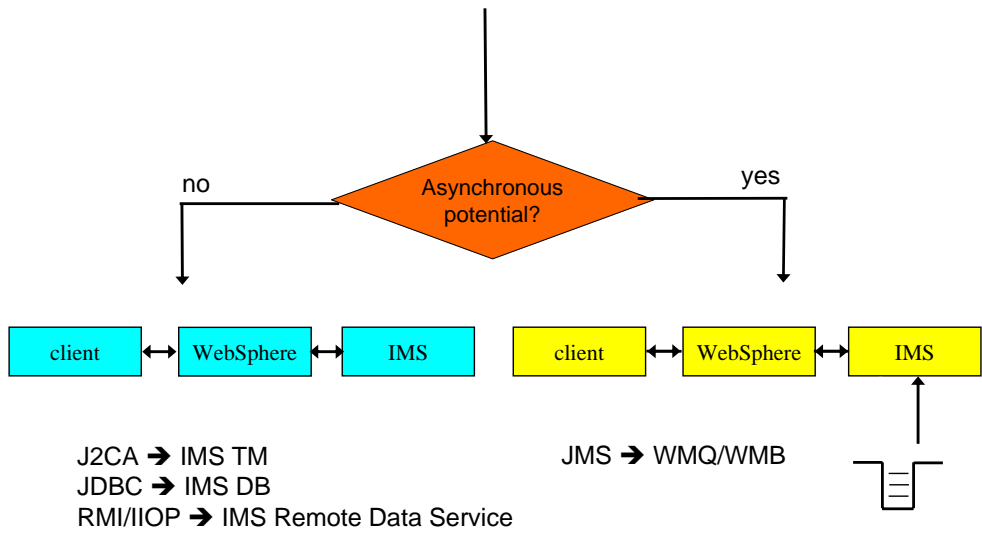 Asynchronous
potential?
no
yes
client
WebSphere
IMS
client
WebSphere
IMS
J2CA ➔ IMS TM
JDBC ➔ IMS DB
RMI/IIOP ➔ IMS Remote Data Service
JMS ➔ WMQ/WMB